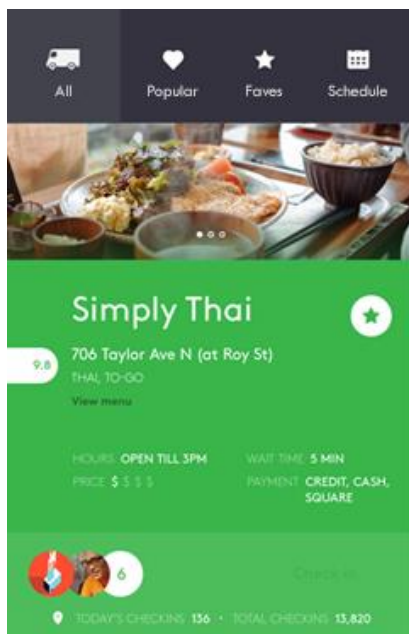 All Popular Faves Schedule
Simply Thai
9.8
706 Taylor Ave N (at Roy St)
THAI, TO-GO
View menu
HOURS OPEN TILL 3PM
WAIT TIME 5 MIN
PRICE $ $ $ $
PAYMENT CREDIT, CASH,
SQUARE
6
Check in
TODAY'S CHECKINS 136 • TOTAL CHECKINS 13,820